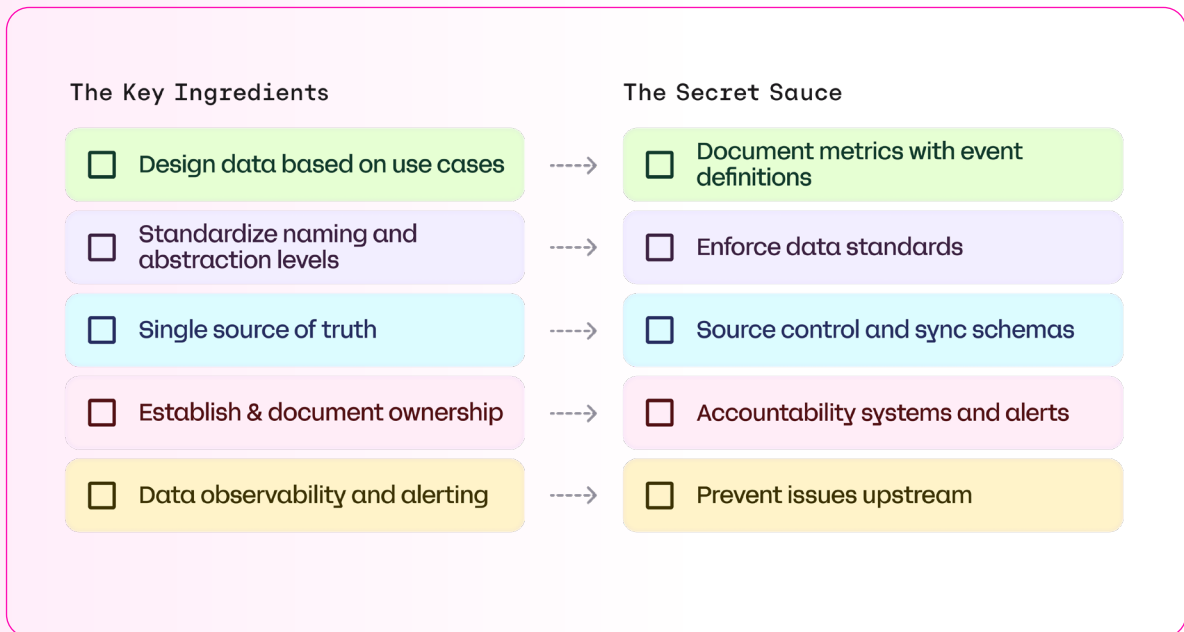 The Key Ingredients
The Secret Sauce
Design data based on use cases
Document metrics with event
definitions
Standardize naming and
abstraction levels
Enforce data standards
Single source of truth
Source control and sync schemas
Establish & document ownership
Accountability systems and alerts
Data observability and alerting
Prevent issues upstream